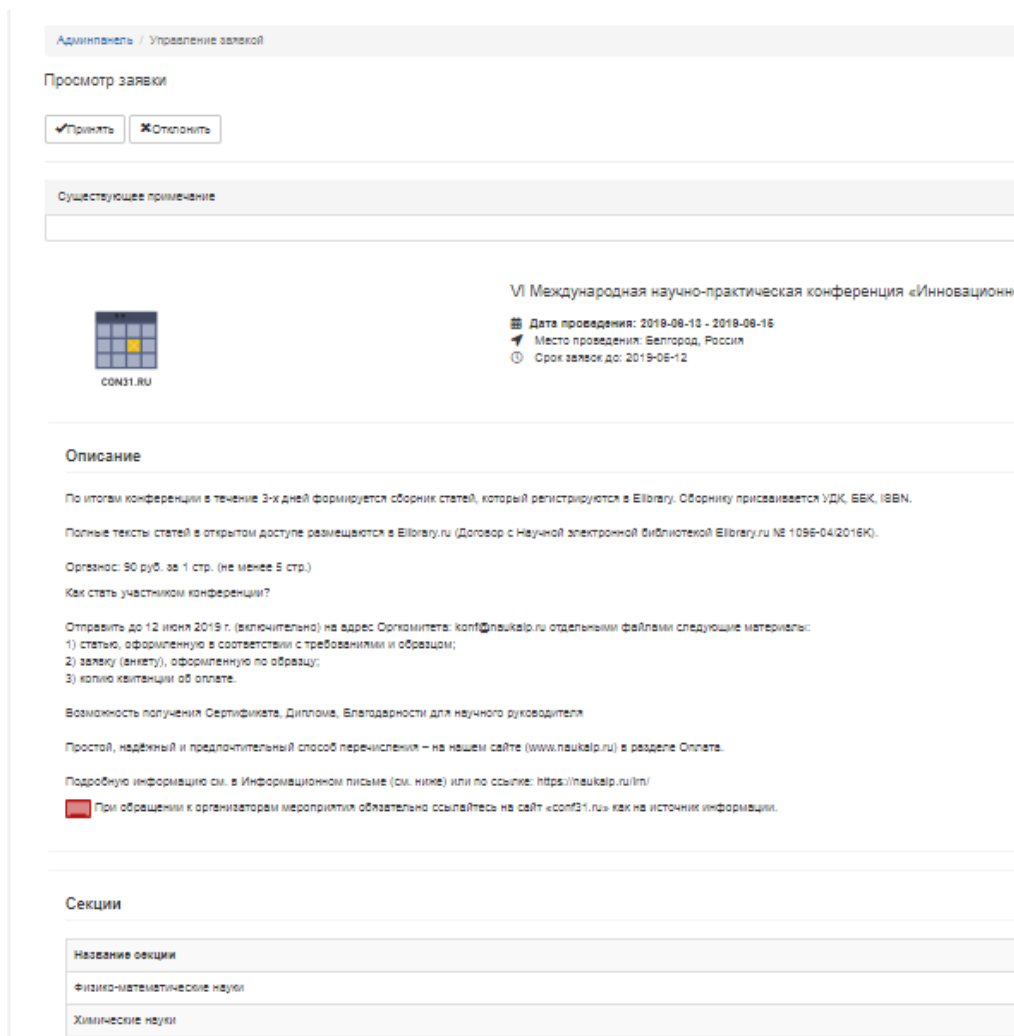 Админпанель / Управление заявкой
Просмотр заявки
Принять Отклонить
Существующее примечание
VI Международная научно-практическая конференция «Инновационн
Дата проведения: 2019-06-13 - 2019-06-15
Место проведения: Белгород, Россия
Срок заявок до: 2019-06-12
CON31.RU
Описание
По итогам конференции в течение 3-х дней формируется сборник статей, который регистрируются в Elibrary. Сборнику присваивается УДК, ББК, ISBN.
Полные тексты статей в открытом доступе размещаются в Elibrary.ru (Договор с Научной электронной библиотекой Elibrary.ru № 1096-04/2016К).
Оргвзнос: 90 руб. за 1 стр. (не менее 5 стр.)
Как стать участником конференции?
Отправить до 12 июня 2019 г. (включительно) на адрес Оргкомитета: konf@naukaip.ru отдельными файлами следующие материалы:
1) статью, оформленную в соответствии с требованиями и образцом;
2) заявку (анкету), оформленную по образцу;
3) копию квитанции об оплате.
Возможность получения Сертификата, Диплома, Благодарности для научного руководителя
Простой, надёжный и предпочтительный способ перечисления – на нашем сайте (www.naukaip.ru) в разделе Оплата.
Подробную информацию см. в Информационном письме (см. ниже) или по ссылке: https://naukaip.ru/irn/
При обращении к организаторам мероприятия обязательно ссылайтесь на сайт «conf31.ru» как на источник информации.
Секции
Название секции
Физико-математические науки
Химические науки